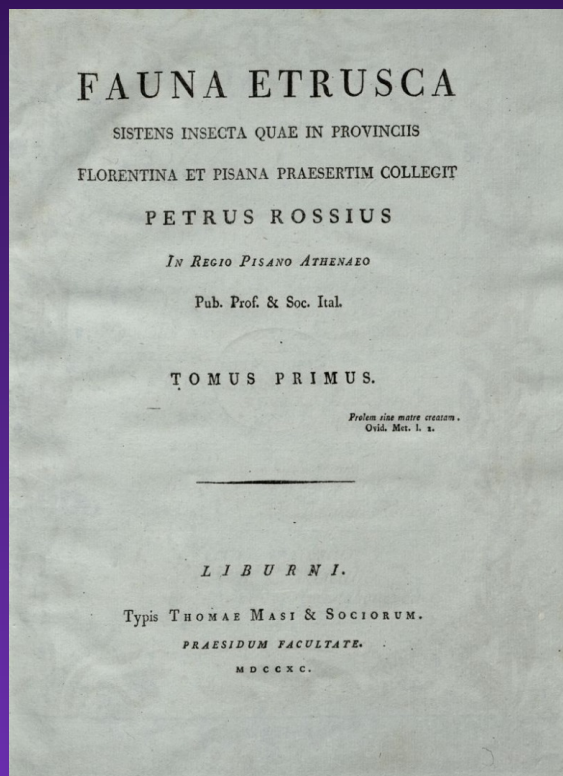 FAUNA ETRUSCA
SISTENS INSECTA QUAE IN PROVINCIIS
FLORENTINA ET PISANA PRAESERTIM COLLEGIT
PETRUS ROSSIUS
IN REGIO PISANO ATHENAEO
Pub. Prof. & Soc. Ital.
TOMUS PRIMUS.
Prolem sine matre creatam.
Ovid. Met. l. 2.
LIBURNI.
Typis THOMAE MASI & SOCIORUM.
PRAESIDUM FACULTATE.
MDCCXC.